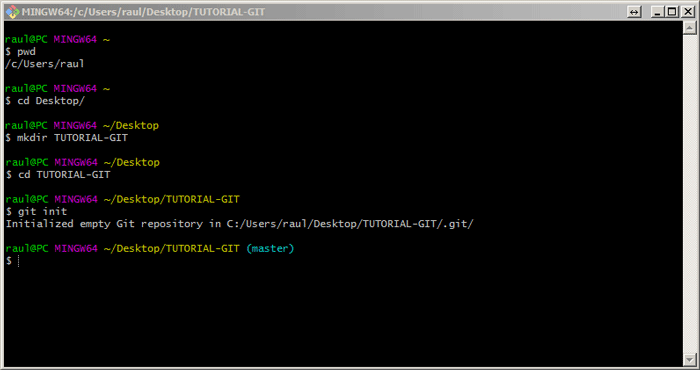 MINGW64:/c/Users/raul/Desktop/TUTORIAL-GIT
raul@PC MINGW64 ~
$ pwd
/c/Users/raul
raul@PC MINGW64 ~
$ cd Desktop/
raul@PC MINGW64 ~/Desktop
$ mkdir TUTORIAL-GIT
raul@PC MINGW64 ~/Desktop
$ cd TUTORIAL-GIT
raul@PC MINGW64 ~/Desktop/TUTORIAL-GIT
$ git init
Initialized empty Git repository in C:/Users/raul/Desktop/TUTORIAL-GIT/.git/
raul@PC MINGW64 ~/Desktop/TUTORIAL-GIT (master)
$